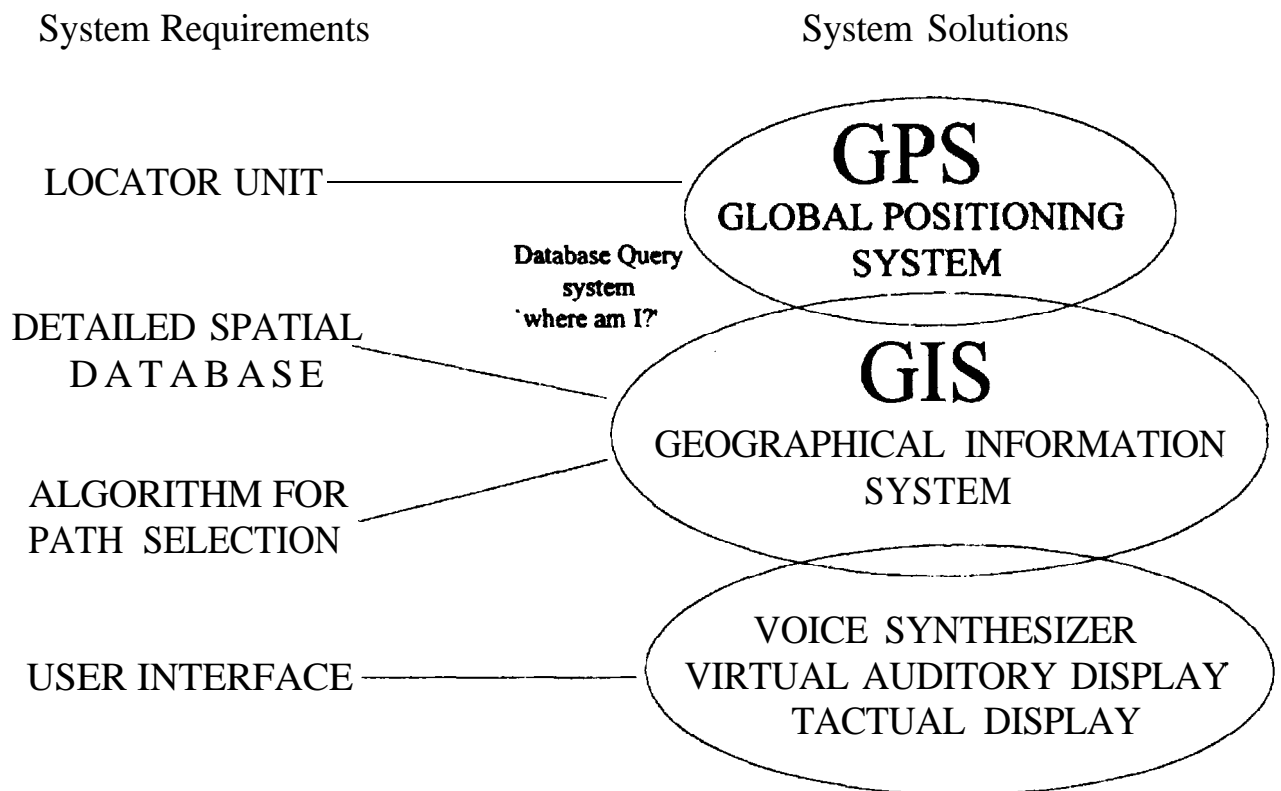 System Requirements
System Solutions
LOCATOR UNIT
GPS
GLOBAL POSITIONING
SYSTEM
Database Query
system
'where am I?'
DETAILED SPATIAL
DATABASE
GIS
GEOGRAPHICAL INFORMATION
SYSTEM
ALGORITHM FOR
PATH SELECTION
USER INTERFACE
VOICE SYNTHESIZER
VIRTUAL AUDITORY DISPLAY
TACTUAL DISPLAY